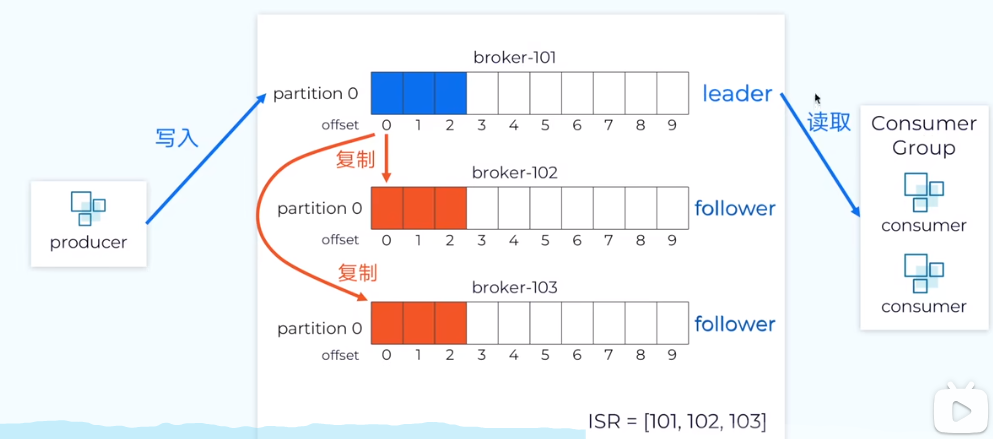 broker-101
partition 0
leader
offset 0 1 2 3 4 5 6 7 8 9
写入
读取
Consumer
Group
复制
broker-102
partition 0
follower
offset 0 1 2 3 4 5 6 7 8 9
producer
consumer
复制
broker-103
consumer
partition 0
follower
offset 0 1 2 3 4 5 6 7 8 9
ISR = [101, 102, 103]